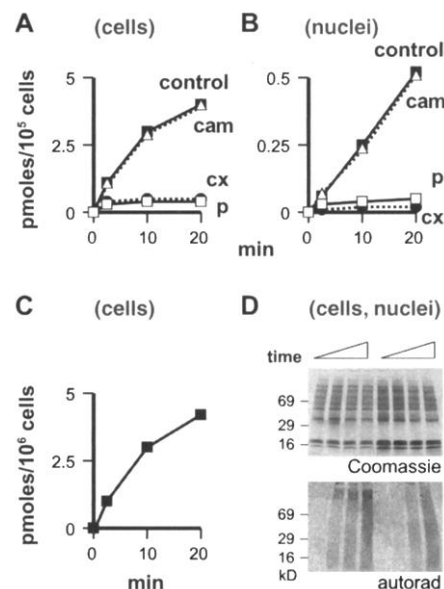 A (cells)
B (nuclei)
pmoles/10⁵ cells
5
2.5
0
0 10 20
control
cam
cx
p
0.5
0.25
0
0 10 20
control
cam
p
cx
min
C (cells)
D (cells, nuclei)
pmoles/10⁶ cells
5
2.5
0
0 10 20
min
time
69
29
16
Coomassie
69
29
16
kD
autorad